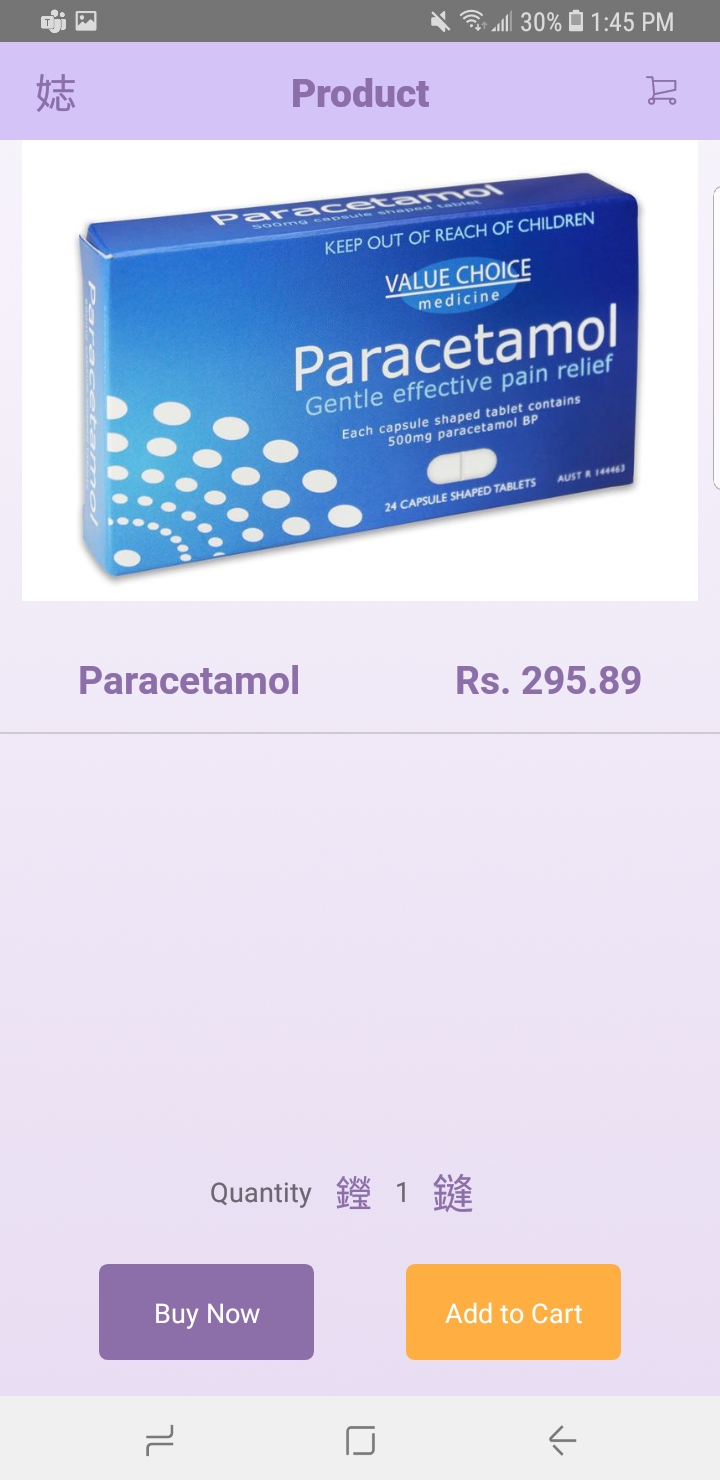 30% 1:45 PM
誌 Product
Paracetamol
500mg capsule shaped tablet
KEEP OUT OF REACH OF CHILDREN
VALUE CHOICE
medicine
Paracetamol
Gentle effective pain relief
Each capsule shaped tablet contains
500mg paracetamol BP
24 CAPSULE SHAPED TABLETS AUST R 144463
Paracetamol
Paracetamol Rs. 295.89
Quantity 鏗 1 鏠
Buy Now Add to Cart